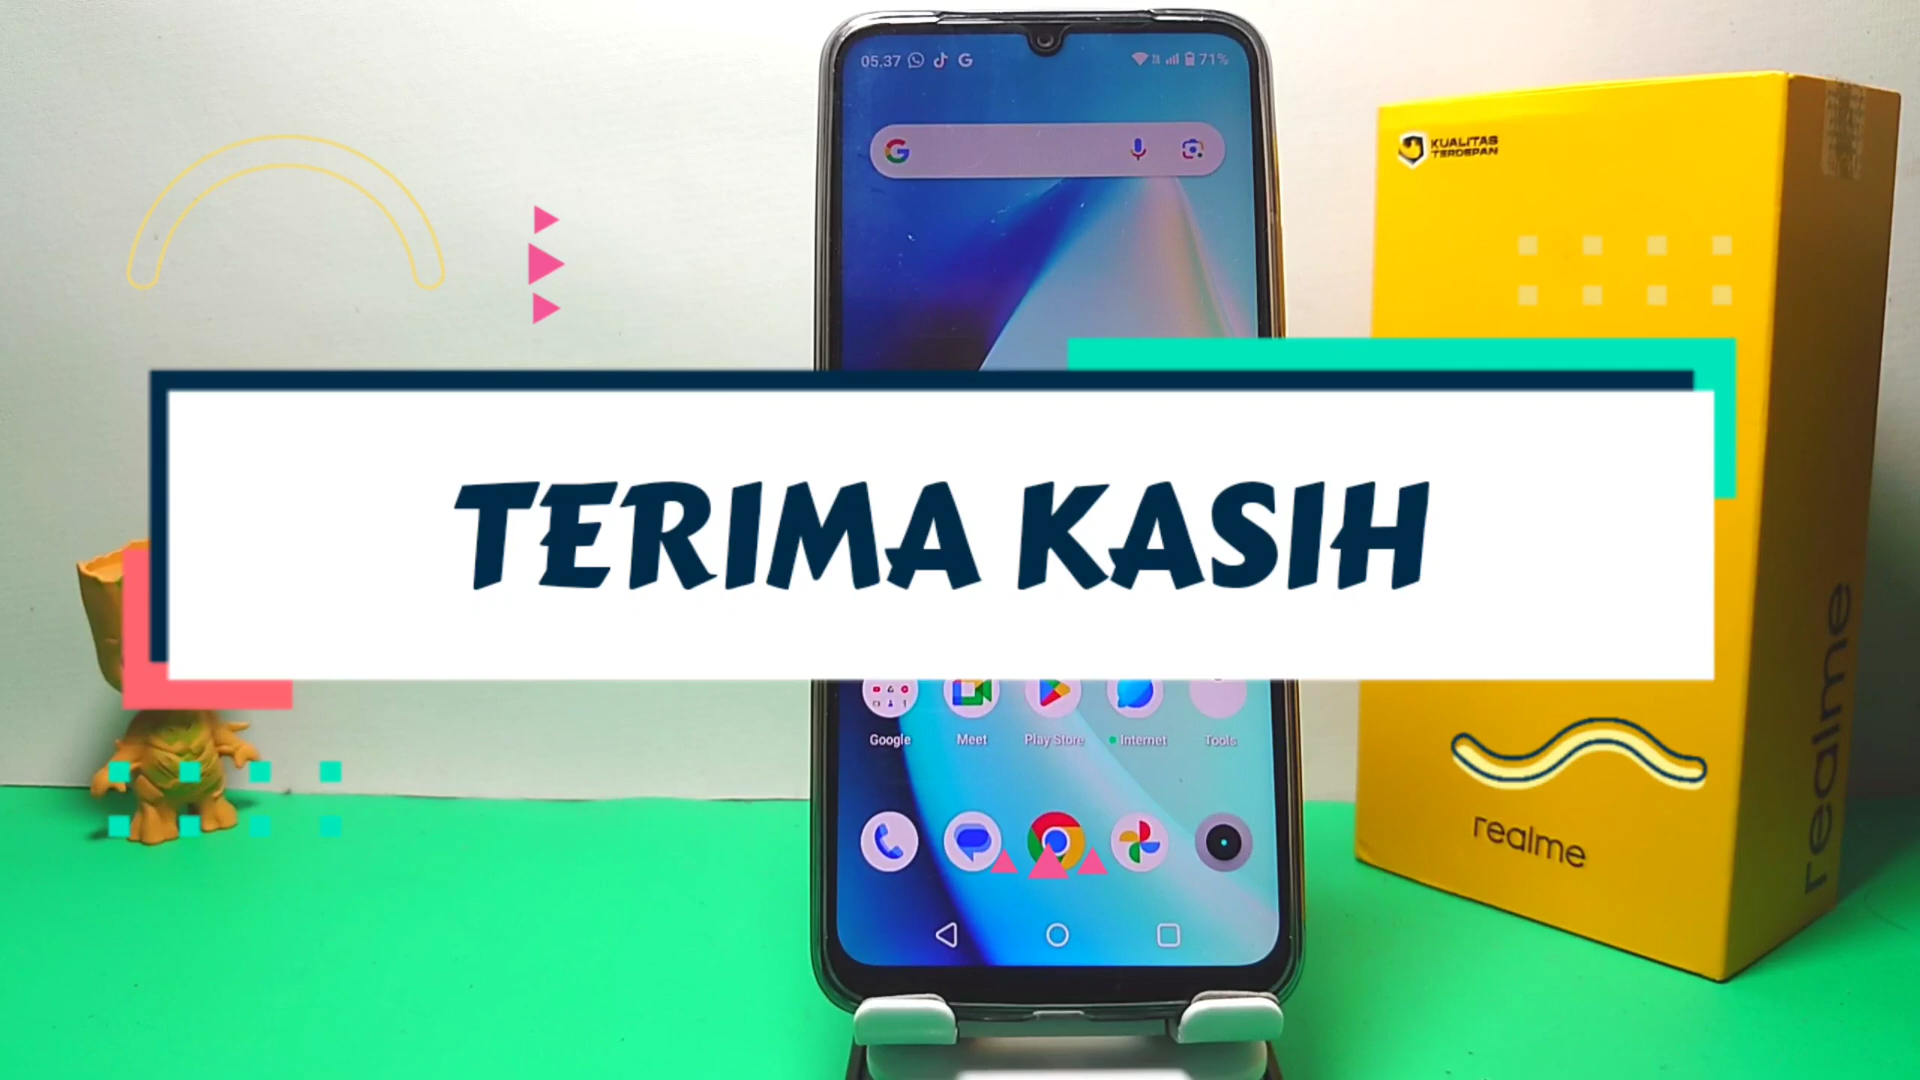 05.37
71%
KUALITAS
TERDEPAN
TERIMA KASIH
Google
Meet
Play Store
Internet
Tools
realme
realme